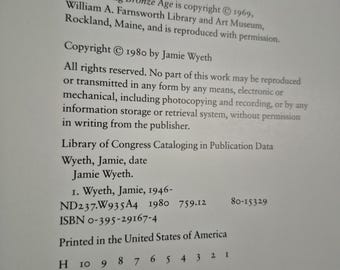 Bronze Age is copyright © 1969,
William A. Farnsworth Library and Art Museum,
Rockland, Maine, and is reproduced with permission.
Copyright © 1980 by Jamie Wyeth
All rights reserved. No part of this work may be reproduced
or transmitted in any form by any means, electronic or
mechanical, including photocopying and recording, or by any
information storage or retrieval system, without permission
in writing from the publisher.
Library of Congress Cataloging in Publication Data
Wyeth, Jamie, date
Jamie Wyeth.
1. Wyeth, Jamie, 1946-
ND237.W935A4 1980 759.12 80-15329
ISBN 0-395-29167-4
Printed in the United States of America
H 10 9 8 7 6 5 4 3 2 1